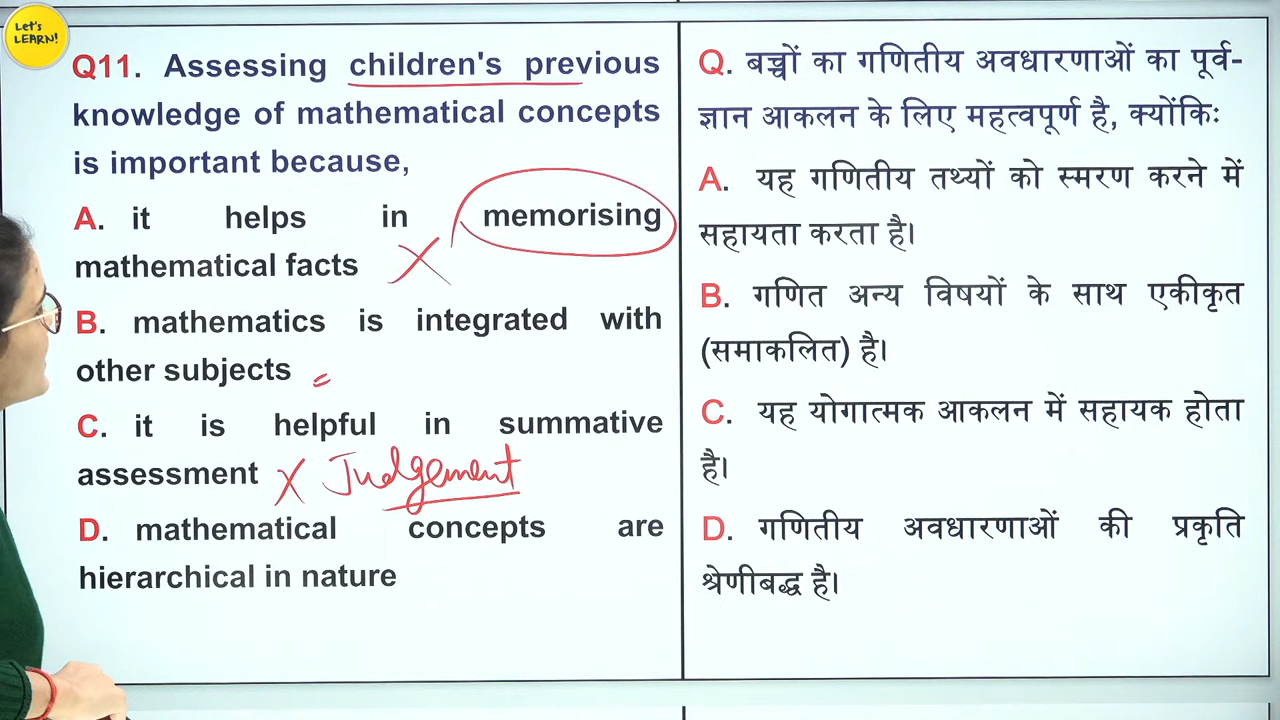 Let's
LEARN!
Q11. Assessing children's previous
knowledge of mathematical concepts
is important because,
A. it helps in memorising
mathematical facts
B. mathematics is integrated with
other subjects
C. it is helpful in summative
assessment X Judgement
D. mathematical concepts are
hierarchical in nature
Q. बच्चों का गणितीय अवधारणाओं का पूर्व-
ज्ञान आकलन के लिए महत्वपूर्ण है, क्योंकिः
A. यह गणितीय तथ्यों को स्मरण करने में
सहायता करता है।
B. गणित अन्य विषयों के साथ एकीकृत
(समाकलित) है।
C. यह योगात्मक आकलन में सहायक होता
है।
D. गणितीय अवधारणाओं की प्रकृति
श्रेणीबद्ध है।